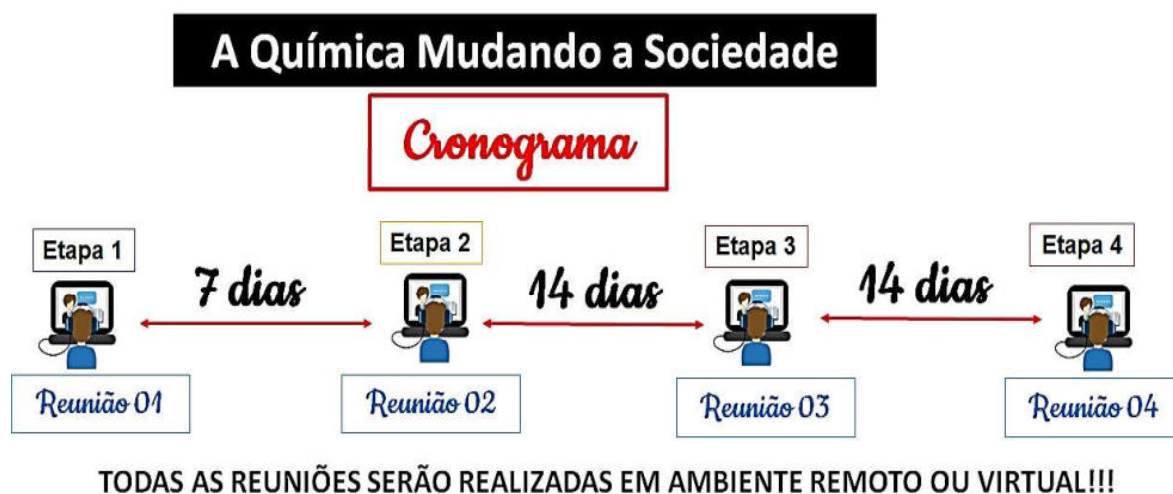 A Química Mudando a Sociedade
Cronograma
Etapa 1
Etapa 2
Etapa 3
Etapa 4
7 dias
14 dias
14 dias
Reunião 01
Reunião 02
Reunião 03
Reunião 04
TODAS AS REUNIÕES SERÃO REALIZADAS EM AMBIENTE REMOTO OU VIRTUAL!!!